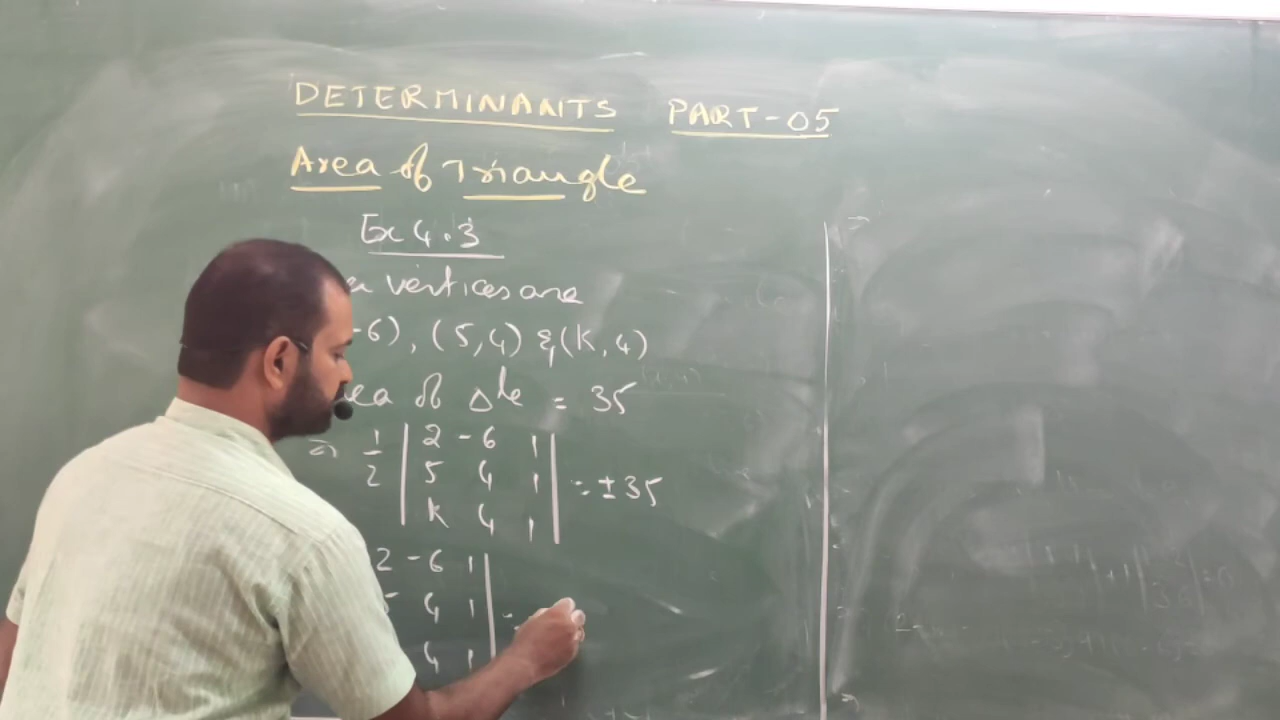 DETERMINANTS PART-05
Area of Triangle
Ex 4.3
vertices are
-6), (5,4) & (K,4)
ea of Δle = 35
⇒ 1/2 | 2 -6 1 |
| 5 4 1 | = ±35
| K 4 1 |
2 -6 1 |
4 1 | =
4 1 |